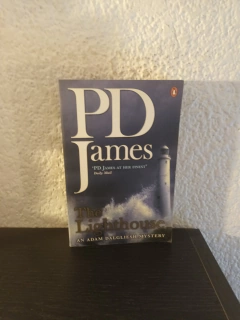 PD
James
'PD James at her finest'
Daily Mail
The
Lighthouse
AN ADAM DALGLIESH MYSTERY